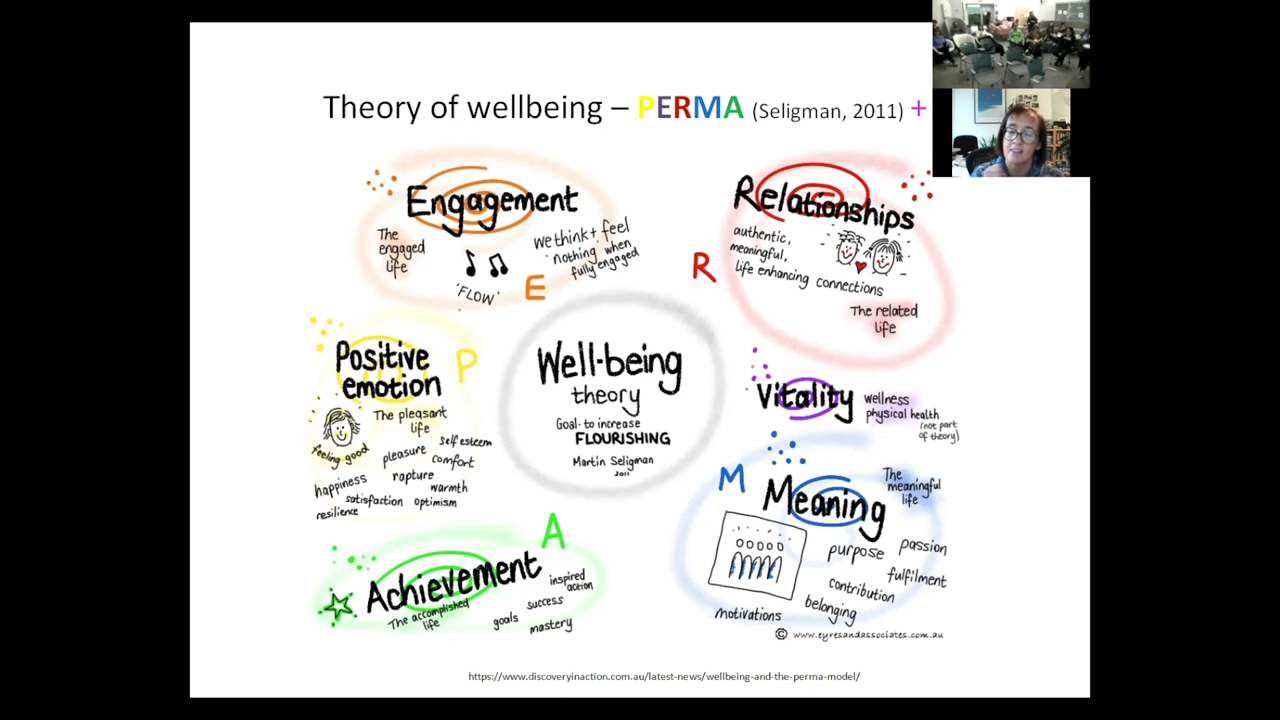 Theory of wellbeing – PERMA (Seligman, 2011) +
Engagement
The
engaged
life
'FLOW'
we think + feel
nothing when
fully engaged
E
Relationships
authentic,
meaningful,
life enhancing connections
The related
life
R
Positive
emotion
P
The pleasant
life
feeling good
self esteem
pleasure
comfort
happiness
rapture
warmth
satisfaction
optimism
resilience
Well-being
theory
Goal- to increase
FLOURISHING
Martin Seligman
2011
Vitality
wellness
physical health
(not part
of theory)
M
Meaning
The
meaningful
life
purpose
passion
fulfilment
contribution
belonging
motivations
A
Achievement
The accomplished
life
inspired
action
success
goals
mastery
© www.eyresandassociates.com.au
https://www.discoveryinaction.com.au/latest-news/wellbeing-and-the-perma-model/